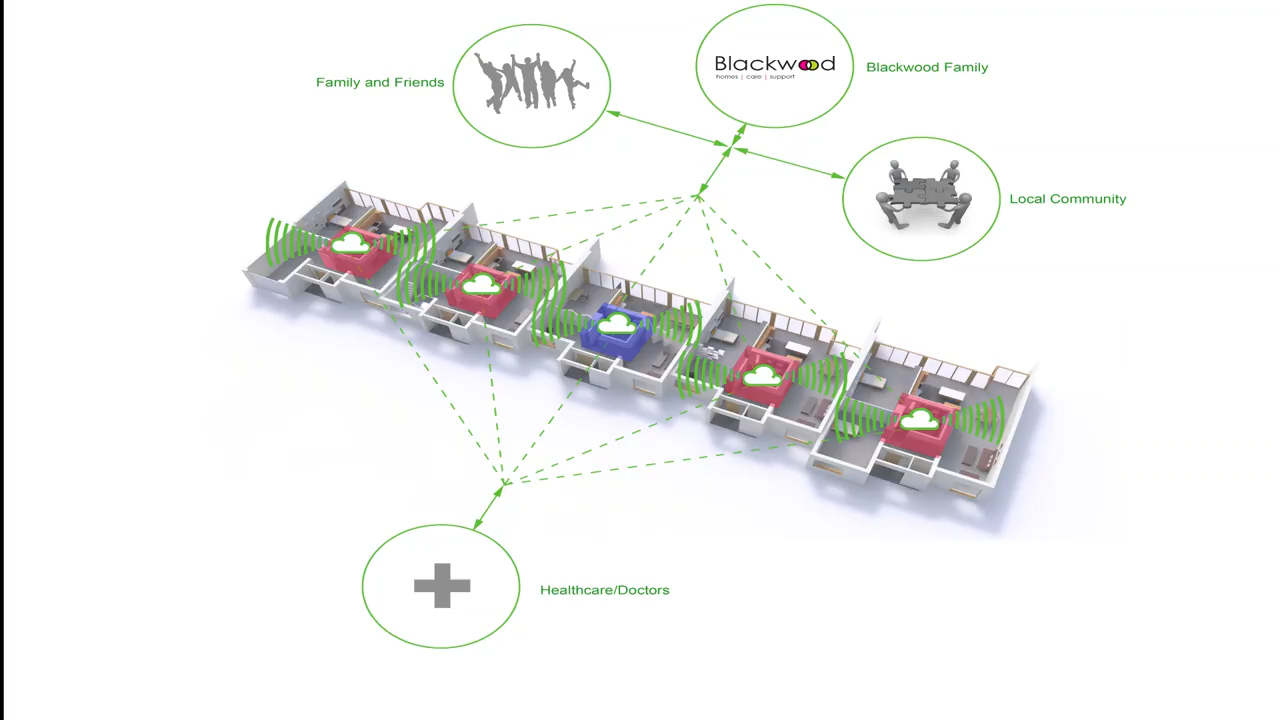 Blackwood
homes | care | support
Blackwood Family
Family and Friends
Local Community
Healthcare/Doctors